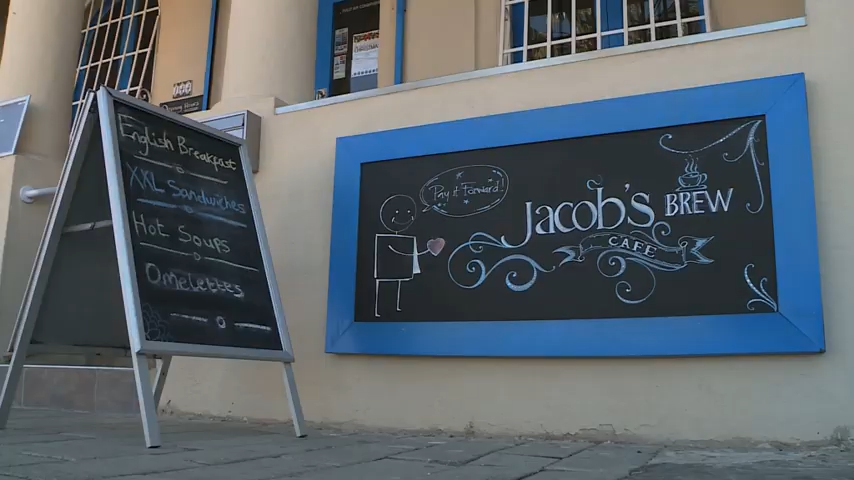 English Breakfast
XXL Sandwiches
Hot Soups
Omelettes
Pay it Forward!
Jacob's BREW
CAFE